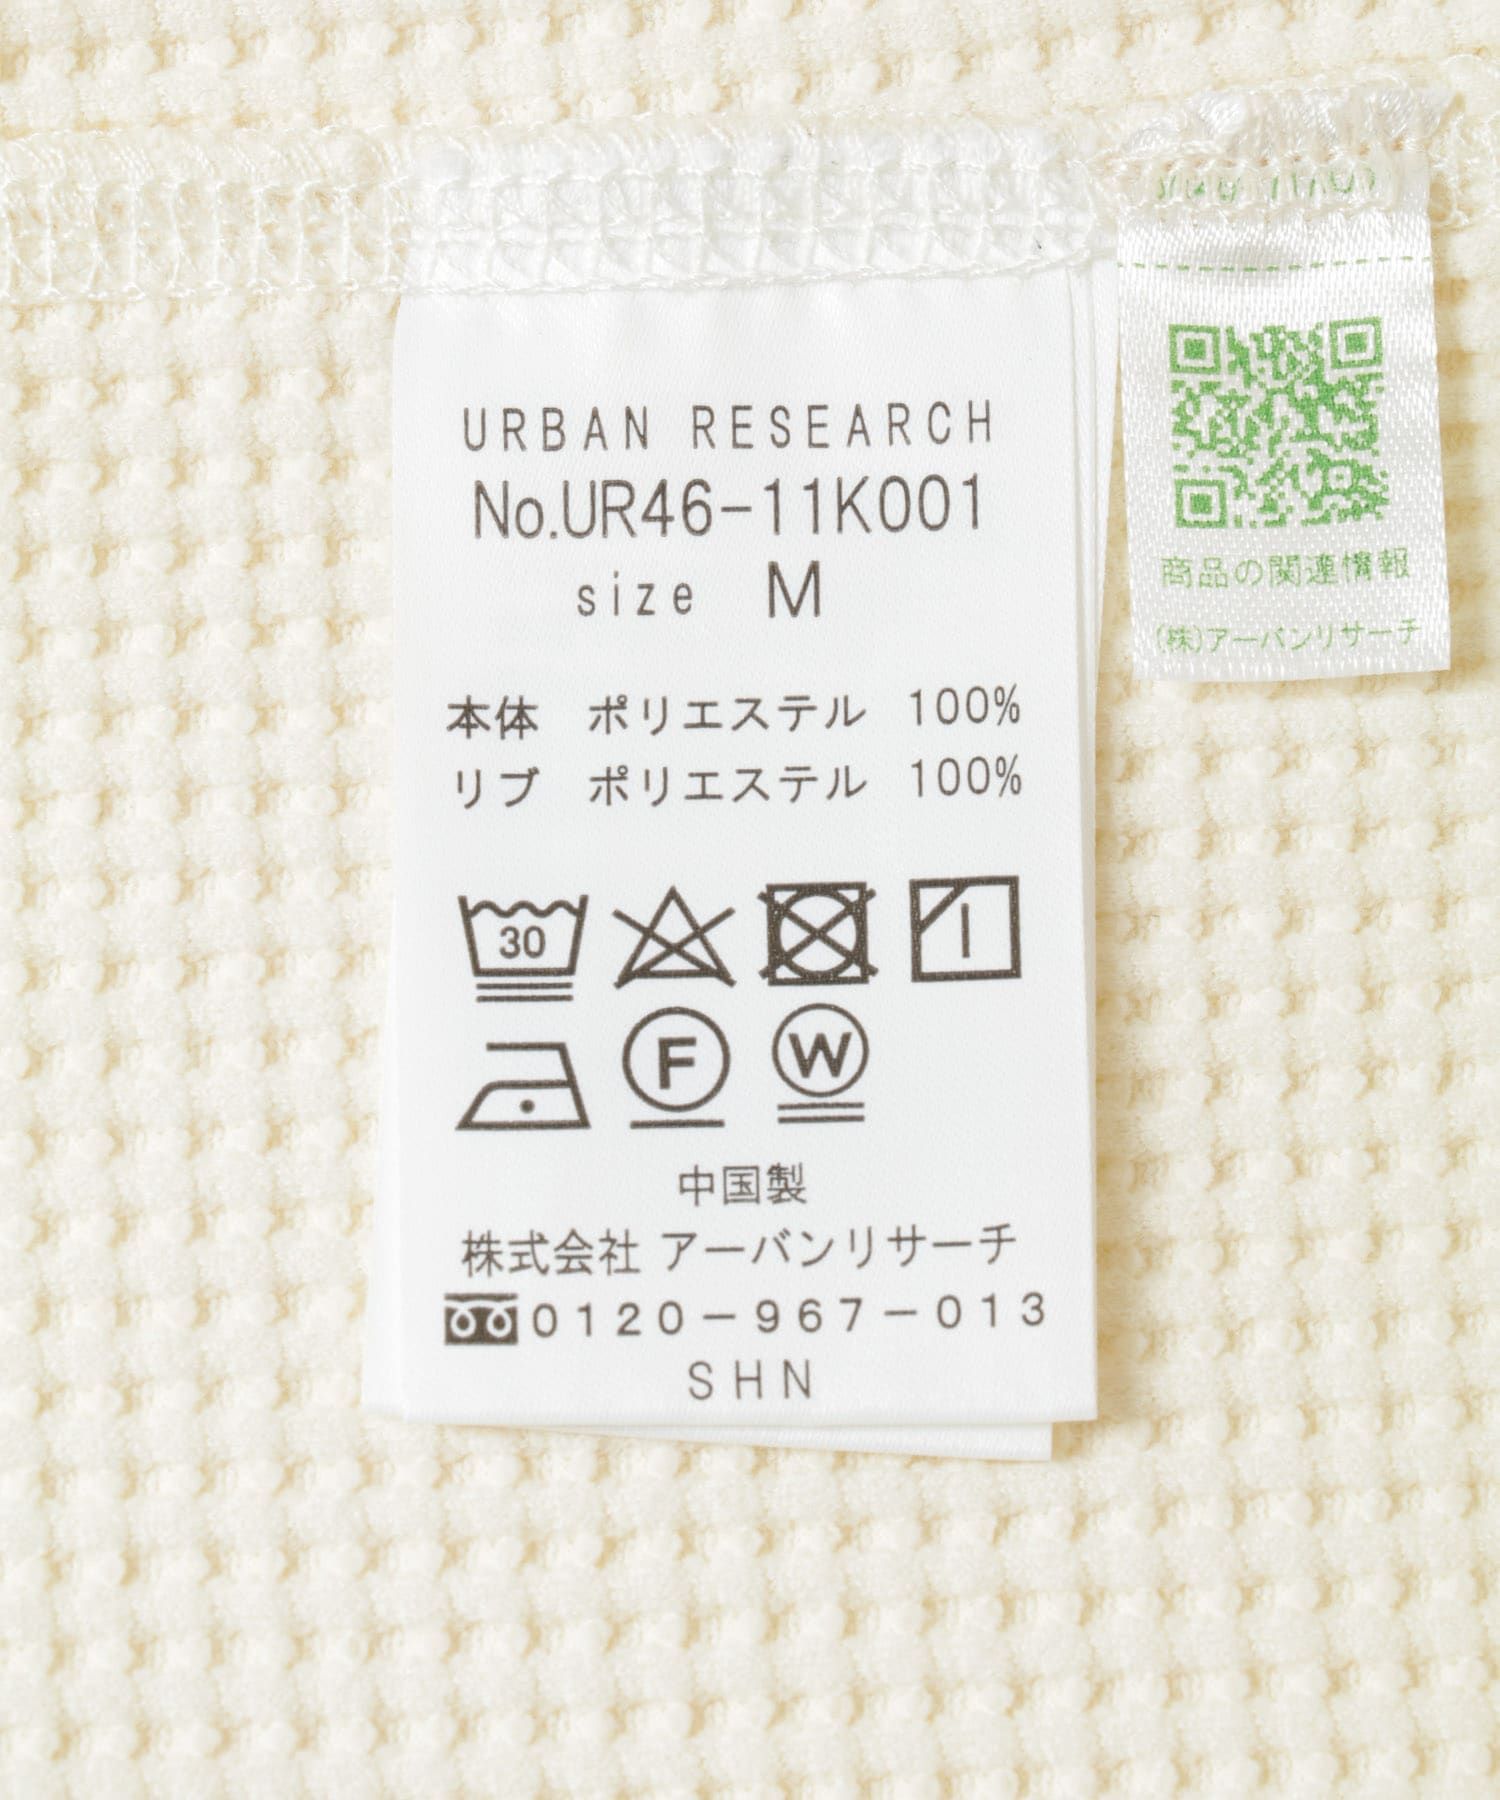 URBAN RESEARCH
No.UR46-11K001
size M
本体 ポリエステル 100%
リブ ポリエステル 100%
30
F
W
中国製
株式会社 アーバンリサーチ
0120-967-013
SHN
商品の関連情報
(株)アーバンリサーチ